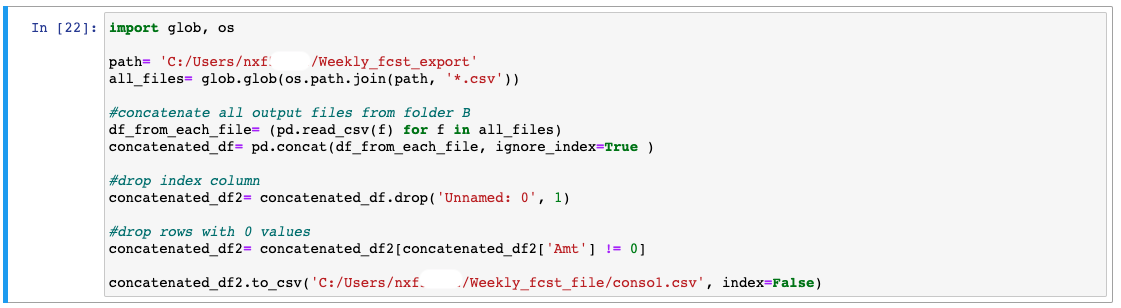 In [22]: import glob, os
path= 'C:/Users/nxf /Weekly_fcst_export'
all_files= glob.glob(os.path.join(path, '*.csv'))
#concatenate all output files from folder B
df_from_each_file= (pd.read_csv(f) for f in all_files)
concatenated_df= pd.concat(df_from_each_file, ignore_index=True )
#drop index column
concatenated_df2= concatenated_df.drop('Unnamed: 0', 1)
#drop rows with 0 values
concatenated_df2= concatenated_df2[concatenated_df2['Amt'] != 0]
concatenated_df2.to_csv('C:/Users/nxf /Weekly_fcst_file/consol.csv', index=False)